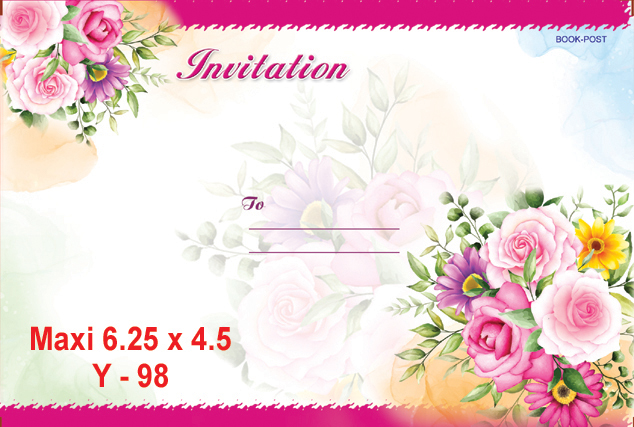 BOOK-POST
Invitation
To
Maxi 6.25 x 4.5
Y - 98